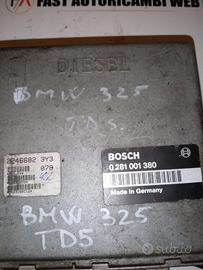 FAST AUTORICAMBI WEB
DIESEL
BMW 325
TDS
2246682 3Y3
079
BOSCH
0 281 001 380
Made in Germany
BMW 325
TDS
subito